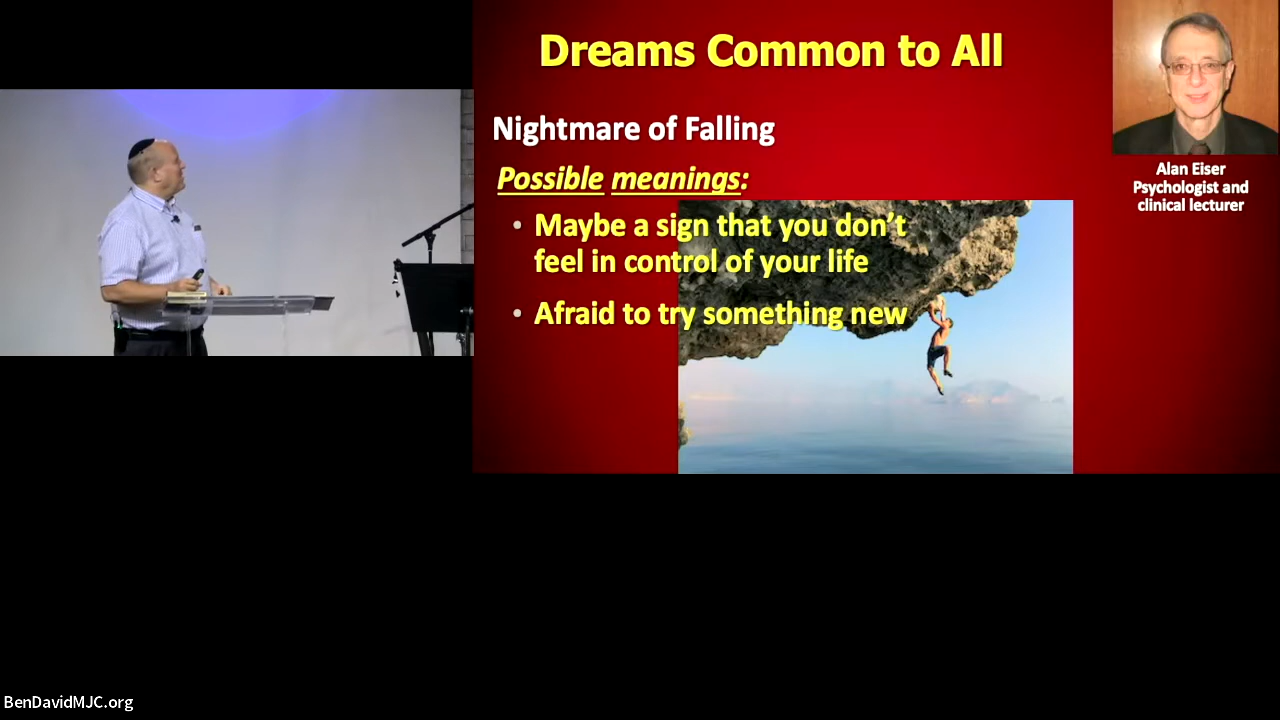 Dreams Common to All
Nightmare of Falling
Possible meanings:
• Maybe a sign that you don’t
feel in control of your life
• Afraid to try something new
Alan Eiser
Psychologist and
clinical lecturer
BenDavidMJC.org